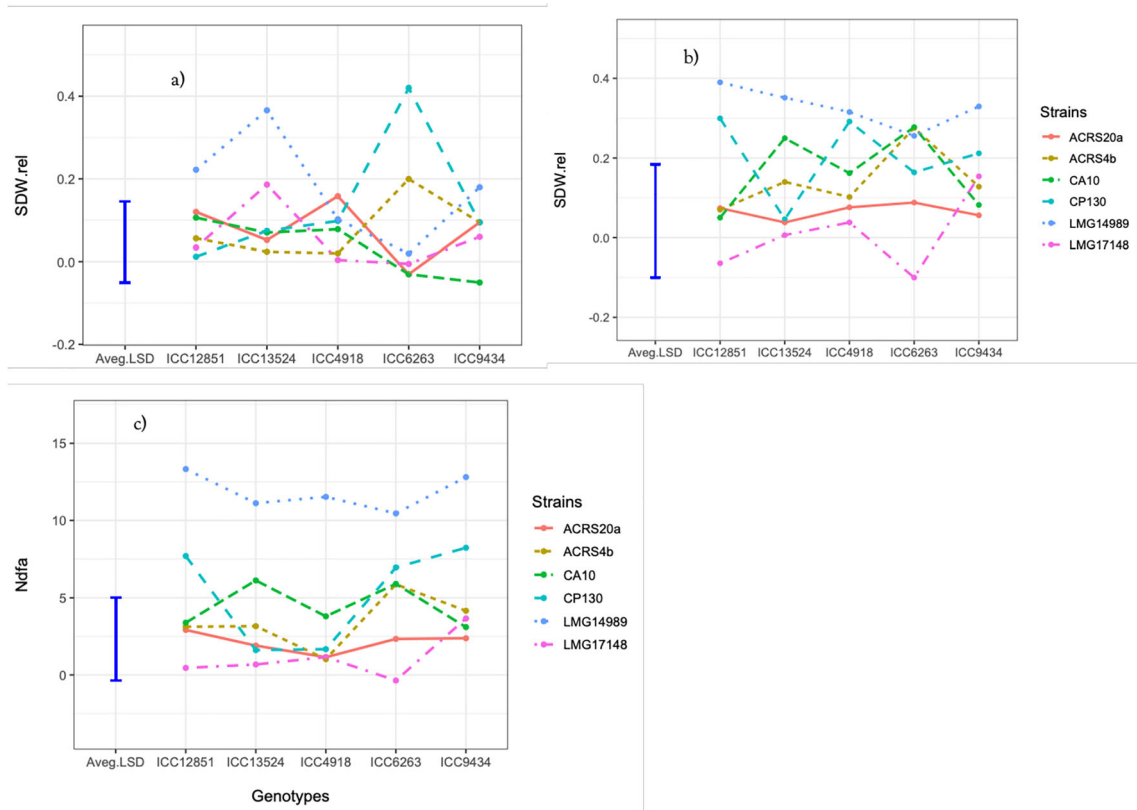 a)
SDW.rel
0.4
0.2
0.0
-0.2
Aveg.LSD ICC12851 ICC13524 ICC4918 ICC6263 ICC9434
b)
SDW.rel
0.4
0.2
0.0
-0.2
Aveg.LSD ICC12851 ICC13524 ICC4918 ICC6263 ICC9434
Strains
ACRS20a
ACRS4b
CA10
CP130
LMG14989
LMG17148
c)
Ndfa
15
10
5
0
Aveg.LSD ICC12851 ICC13524 ICC4918 ICC6263 ICC9434
Genotypes
Strains
ACRS20a
ACRS4b
CA10
CP130
LMG14989
LMG17148